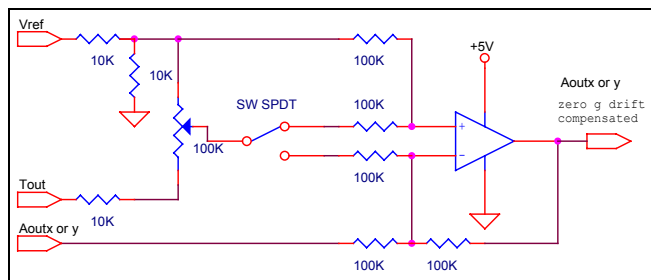 Vref
10K
10K
100K
+5V
Aoutx or y
zero g drift
compensated
SW SPDT
100K
+
100K
100K
−
Tout
10K
Aoutx or y
100K
100K